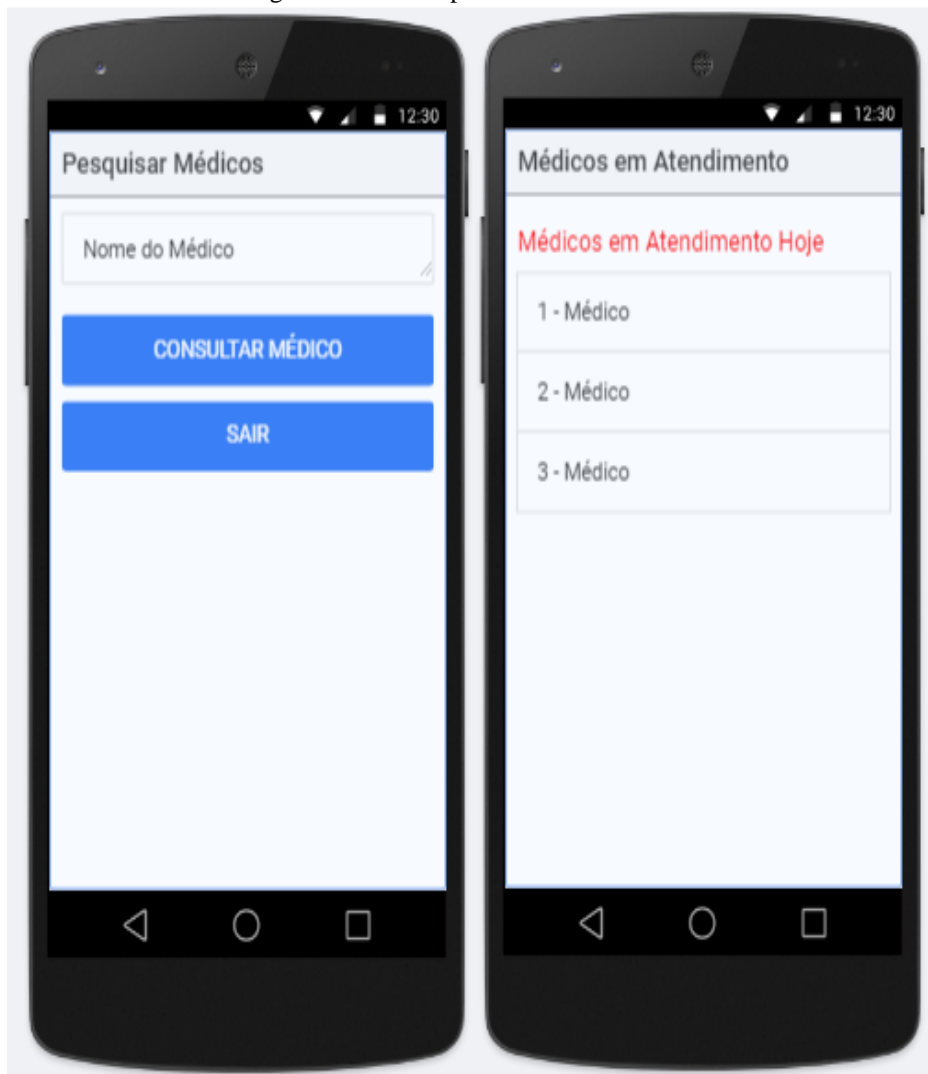 12:30
Pesquisar Médicos
Nome do Médico
CONSULTAR MÉDICO
SAIR
12:30
Médicos em Atendimento
Médicos em Atendimento Hoje
1 - Médico
2 - Médico
3 - Médico